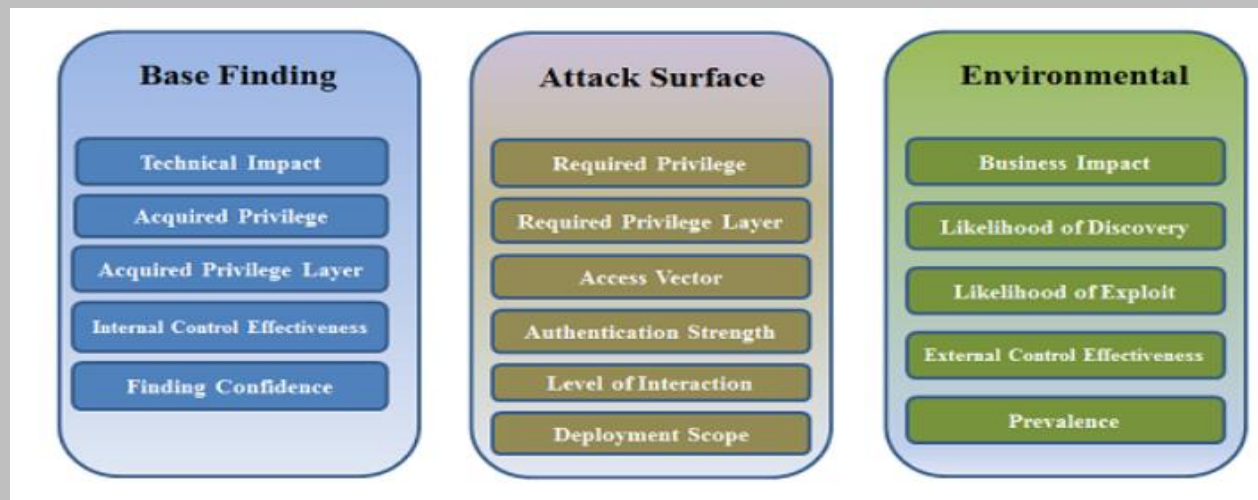 Base Finding
Technical Impact
Acquired Privilege
Acquired Privilege Layer
Internal Control Effectiveness
Finding Confidence
Attack Surface
Required Privilege
Required Privilege Layer
Access Vector
Authentication Strength
Level of Interaction
Deployment Scope
Environmental
Business Impact
Likelihood of Discovery
Likelihood of Exploit
External Control Effectiveness
Prevalence